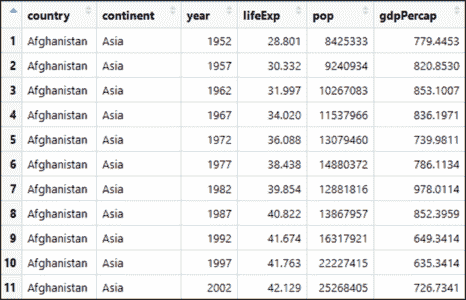 country continent year lifeExp pop gdpPercap
1 Afghanistan Asia 1952 28.801 8425333 779.4453
2 Afghanistan Asia 1957 30.332 9240934 820.8530
3 Afghanistan Asia 1962 31.997 10267083 853.1007
4 Afghanistan Asia 1967 34.020 11537966 836.1971
5 Afghanistan Asia 1972 36.088 13079460 739.9811
6 Afghanistan Asia 1977 38.438 14880372 786.1134
7 Afghanistan Asia 1982 39.854 12881816 978.0114
8 Afghanistan Asia 1987 40.822 13867957 852.3959
9 Afghanistan Asia 1992 41.674 16317921 649.3414
10 Afghanistan Asia 1997 41.763 22227415 635.3414
11 Afghanistan Asia 2002 42.129 25268405 726.7341